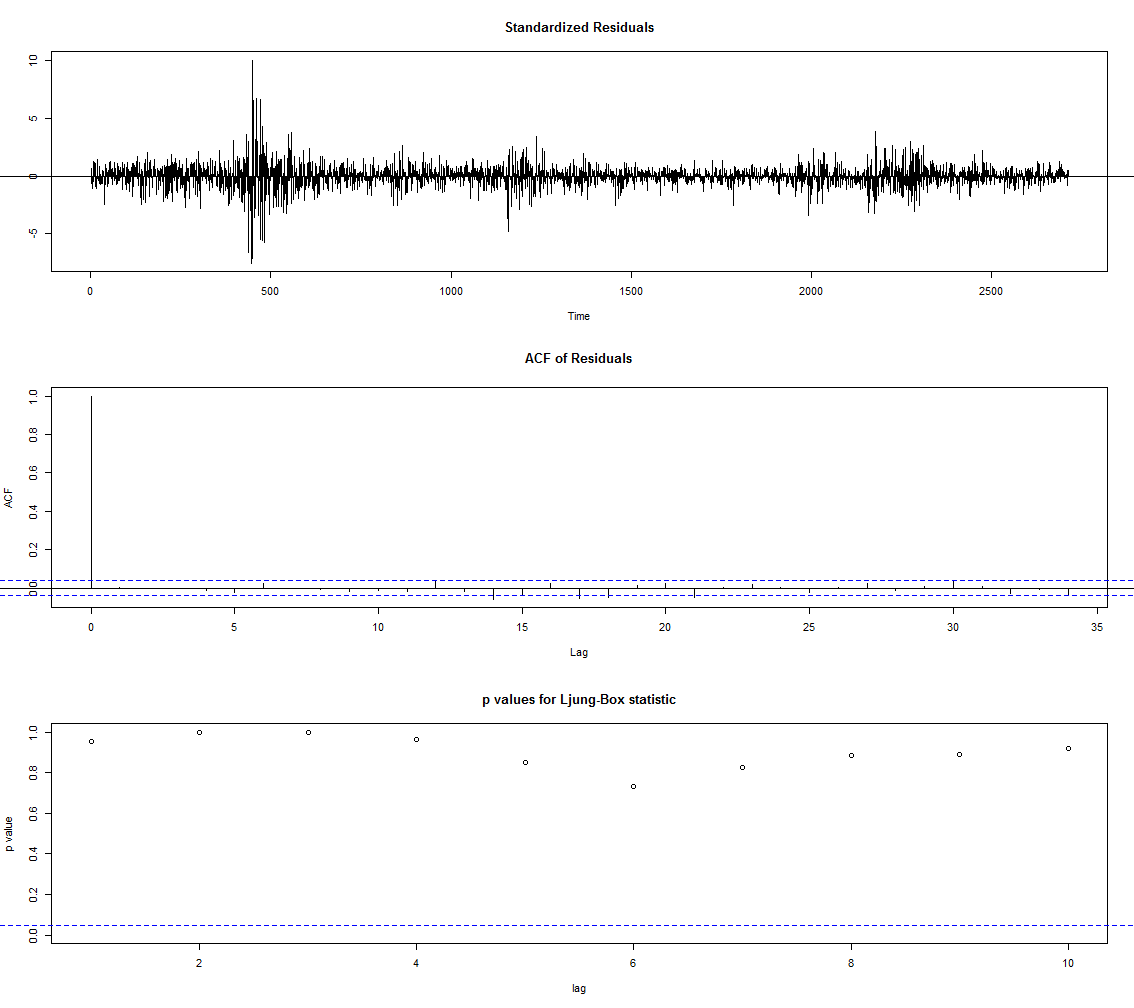 Standardized Residuals
10
5
0
-5
0 500 1000 1500 2000 2500
Time
ACF of Residuals
1.0
0.8
0.6
0.4
0.2
0.0
ACF
0 5 10 15 20 25 30 35
Lag
p values for Ljung-Box statistic
1.0
0.8
0.6
0.4
0.2
0.0
p value
2 4 6 8 10
lag